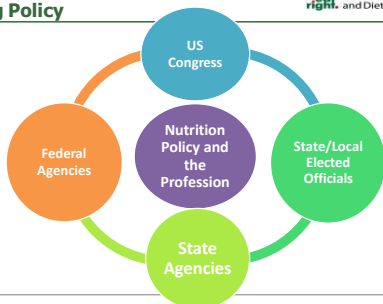 g Policy
right. and Diet
US
Congress
Federal
Agencies
Nutrition
Policy and
the
Profession
State/Local
Elected
Officials
State
Agencies